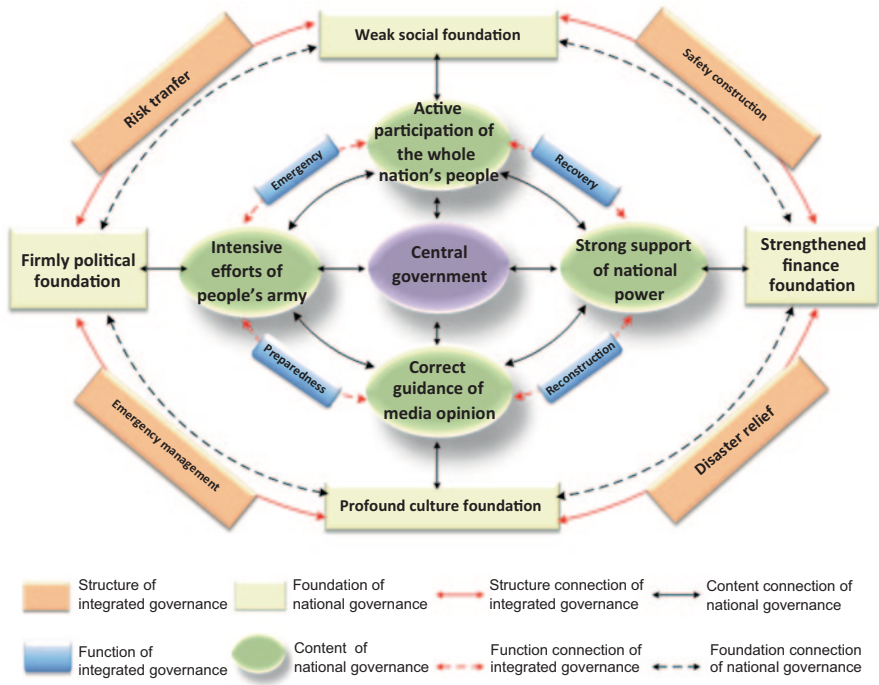 Weak social foundation
Risk tranfer
Safety construction
Active
participation of
the whole
nation's people
Emergency
Recovery
Firmly political
foundation
Intensive
efforts of
people's army
Central
government
Strong support
of national
power
Strengthened
finance
foundation
Preparedness
Reconstruction
Correct
guidance of
media opinion
Emergency management
Disaster relief
Profound culture foundation
Structure of
integrated governance
Foundation of
national governance
Structure connection of
integrated governance
Content connection of
national governance
Function of
integrated governance
Content of
national governance
Function connection of
integrated governance
Foundation connection
of national governance